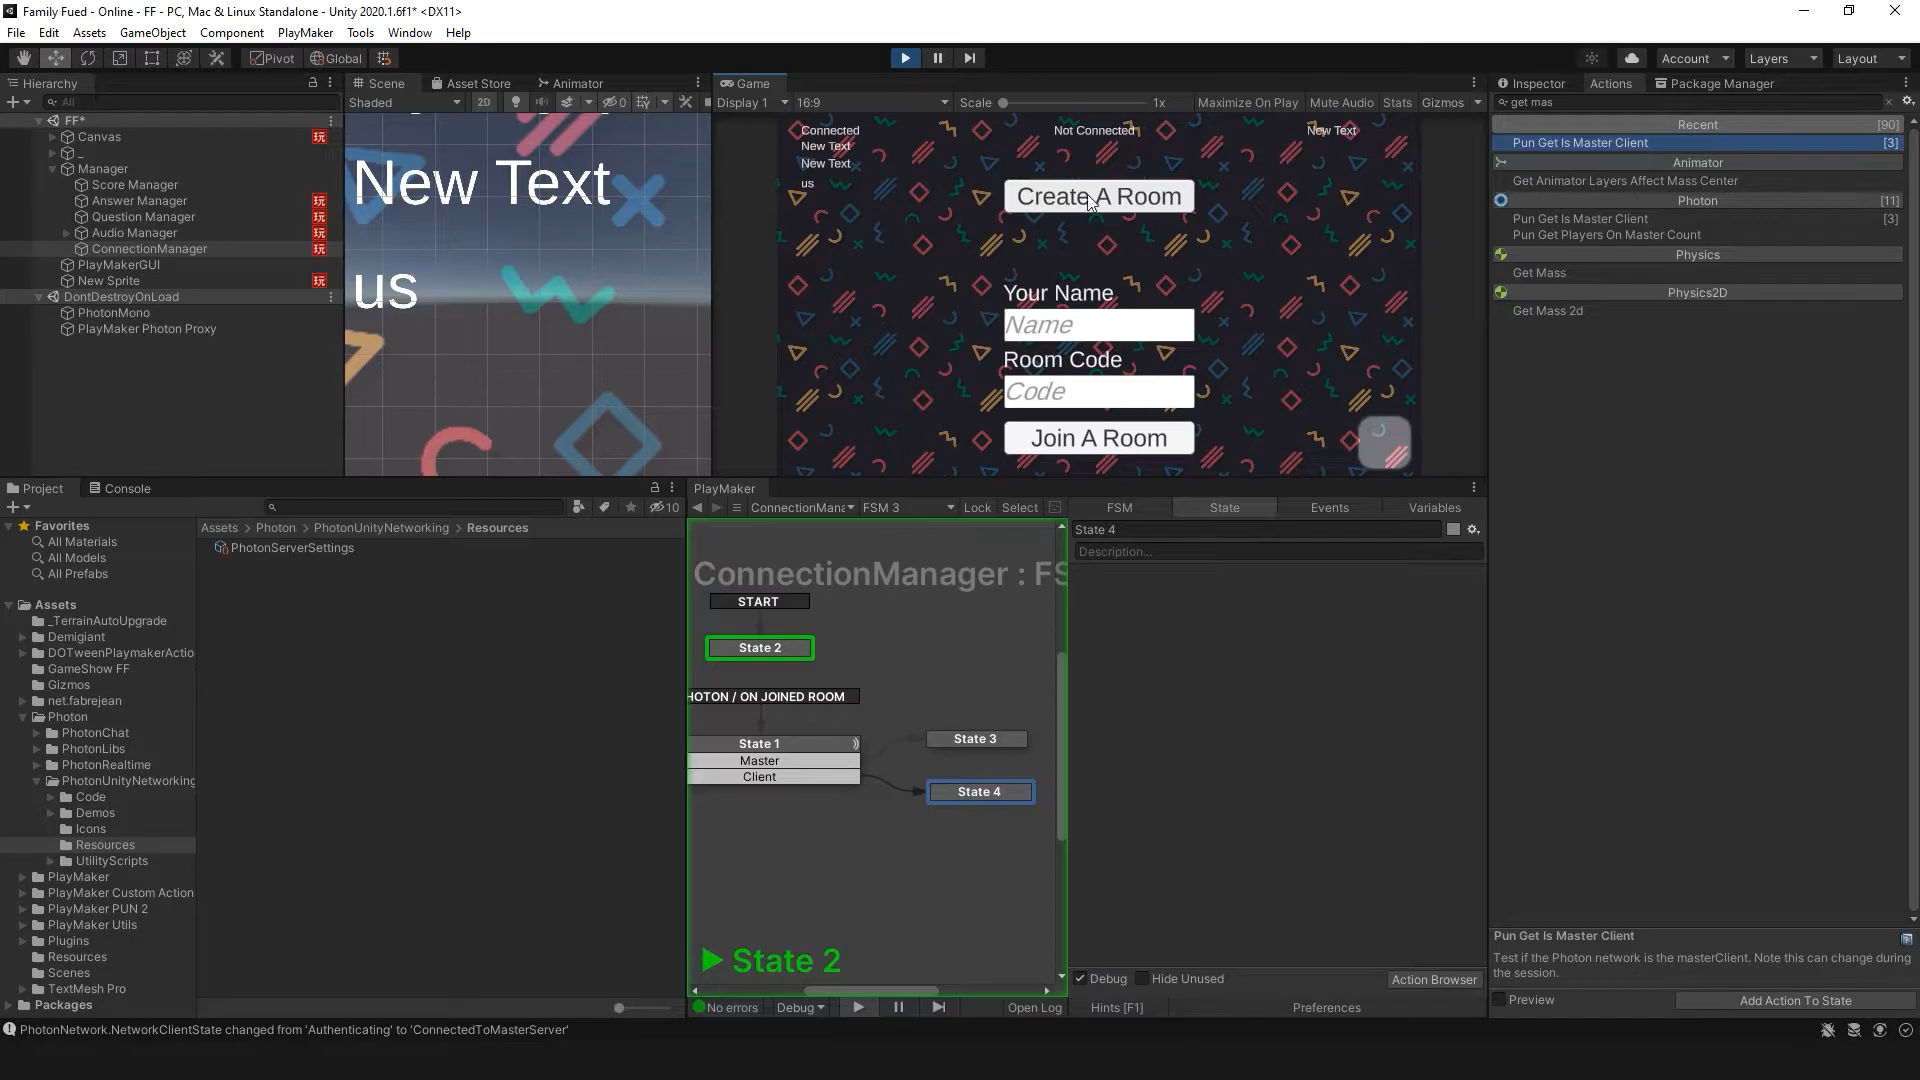 Family Fued - Online - FF - PC, Mac & Linux Standalone - Unity 2020.1.6f1* <DX11>
File Edit Assets GameObject Component PlayMaker Tools Window Help
Pivot Global Account Layers Layout
Hierarchy
All
FF*
Canvas
_
Manager
Score Manager
Answer Manager
Question Manager
Audio Manager
ConnectionManager
PlayMakerGUI
New Sprite
DontDestroyOnLoad
PhotonMono
PlayMaker Photon Proxy
Scene Asset Store Animator
Shaded 2D 0
New Text
us
Game
Display 1 16:9 Scale 1x Maximize On Play Mute Audio Stats Gizmos
Connected Not Connected New Text
New Text
New Text
us
Create A Room
Your Name
Name
Room Code
Code
Join A Room
Inspector Actions Package Manager
get mas
Recent [90]
Pun Get Is Master Client [3]
Animator
Get Animator Layers Affect Mass Center
Photon [11]
Pun Get Is Master Client [3]
Pun Get Players On Master Count
Physics
Get Mass
Physics2D
Get Mass 2d
Pun Get Is Master Client
Test if the Photon network is the masterClient. Note this can change during
the session.
Preview Add Action To State
Project Console
10
Favorites
All Materials
All Models
All Prefabs
Assets
_TerrainAutoUpgrade
Demigiant
DOTweenPlaymakerActio
GameShow FF
Gizmos
net.fabrejean
Photon
PhotonChat
PhotonLibs
PhotonRealtime
PhotonUnityNetworking
Code
Demos
Icons
Resources
UtilityScripts
PlayMaker
PlayMaker Custom Action
PlayMaker PUN 2
PlayMaker Utils
Plugins
Resources
Scenes
TextMesh Pro
Packages
Assets > Photon > PhotonUnityNetworking > Resources
PhotonServerSettings
PlayMaker
ConnectionMana FSM 3 Lock Select
ConnectionManager : FS
START
State 2
HOTON / ON JOINED ROOM
State 1
Master
Client
State 3
State 4
State 2
No errors Debug Open Log
FSM State Events Variables
State 4
Description...
Debug Hide Unused Action Browser
Hints [F1] Preferences
PhotonNetwork.NetworkClientState changed from 'Authenticating' to 'ConnectedToMasterServer'